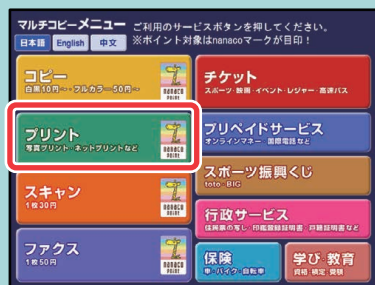 マルチコピーメニュー
ご利用のサービスボタンを押してください。
※ポイント対象はnanacoマークが目印！
日本語 English 中文
コピー
白黒10円～・フルカラー50円～
nanaco
POINT
チケット
スポーツ・映画・イベント・レジャー・高速バス
プリント
写真プリント・ネットプリントなど
nanaco
POINT
プリペイドサービス
オンラインマネー 国際電話など
スキャン
1枚30円
nanaco
POINT
スポーツ振興くじ
toto・BIG
行政サービス
住民票の写し・印鑑登録証明書・戸籍証明書など
ファクス
1枚50円
nanaco
POINT
保険
車・バイク・自転車
学び・教育
資格・検定 受験